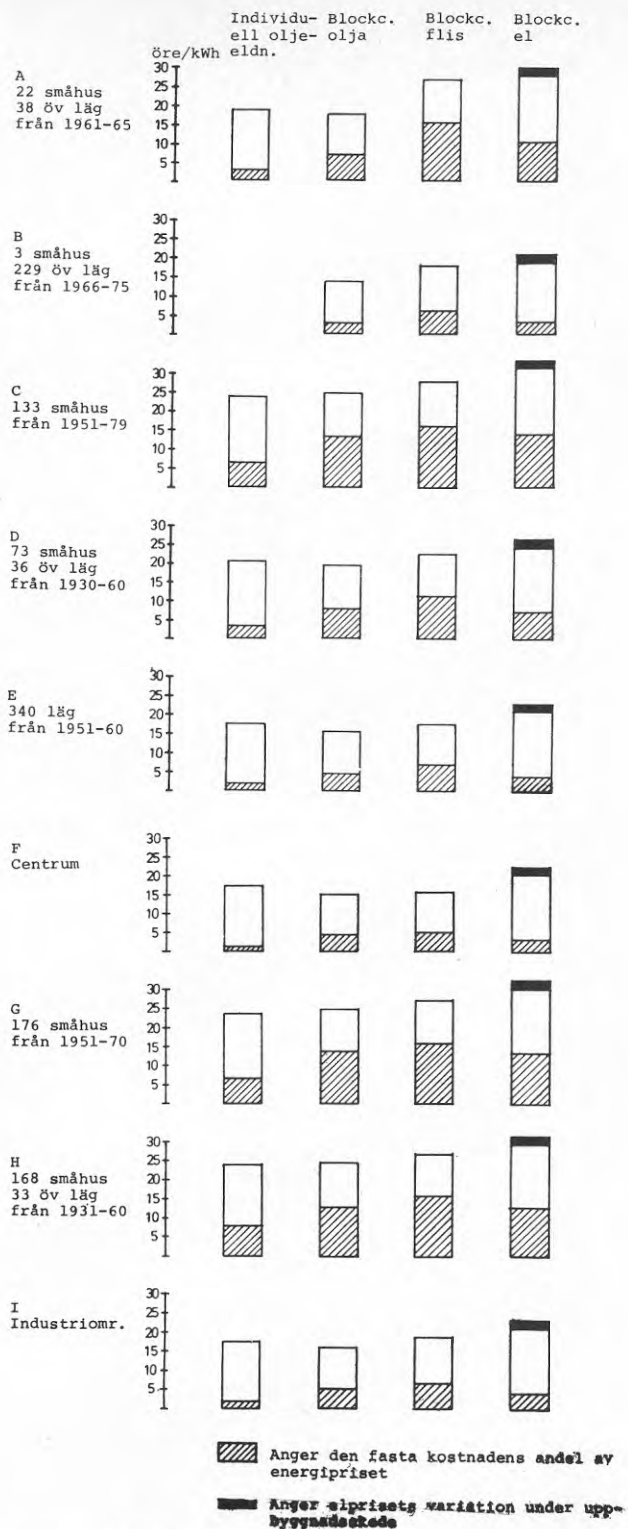 Individu- Blockc. Blockc. Blockc.
ell olje- olja flis el
öre/kWh eldn.
A
22 småhus
38 öv läg
från 1961-65
30
25
20
15
10
5
B
3 småhus
229 öv läg
från 1966-75
30
25
20
15
10
5
C
133 småhus
från 1951-79
30
25
20
15
10
5
D
73 småhus
36 öv läg
från 1930-60
30
25
20
15
10
5
E
340 läg
från 1951-60
30
25
20
15
10
5
F
Centrum
30
25
20
15
10
5
G
176 småhus
från 1951-70
30
25
20
15
10
5
H
168 småhus
33 öv läg
från 1931-60
30
25
20
15
10
5
I
Industriomr.
30
25
20
15
10
5
Anger den fasta kostnadens andel av
energipriset
Anger elprisets variation under upp-
byggnadsskede